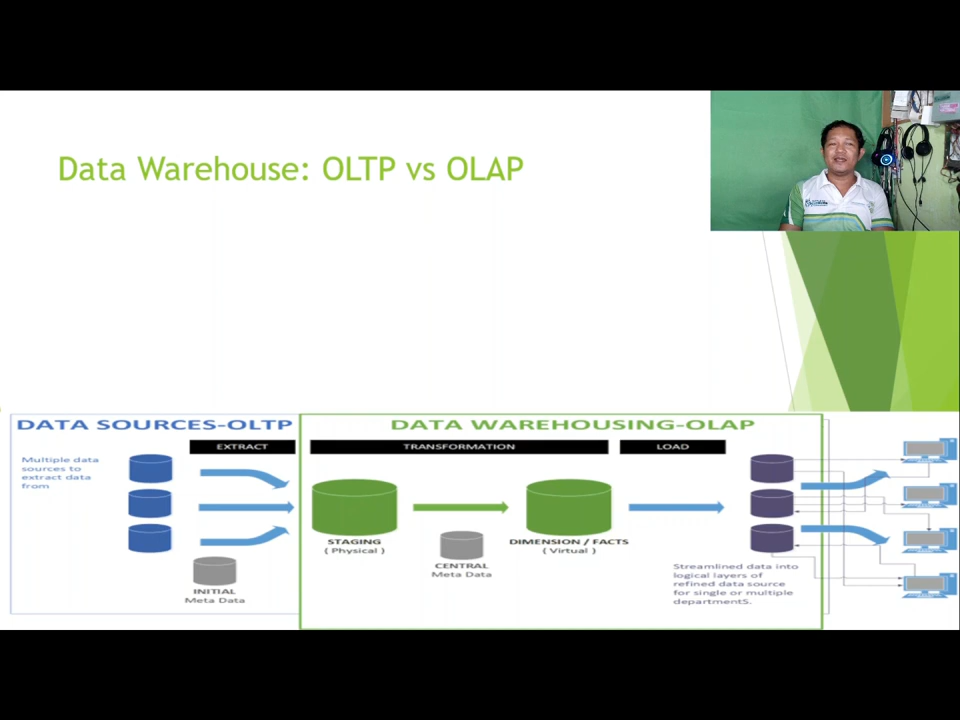 Data Warehouse: OLTP vs OLAP
DATA SOURCES-OLTP
EXTRACT
Multiple data
sources to
extract data
from
INITIAL
Meta Data
DATA WAREHOUSING-OLAP
TRANSFORMATION
LOAD
STAGING
( Physical )
CENTRAL
Meta Data
DIMENSION / FACTS
( Virtual )
Streamlined data into
logical layers of
refined data source
for single or multiple
departmentS.